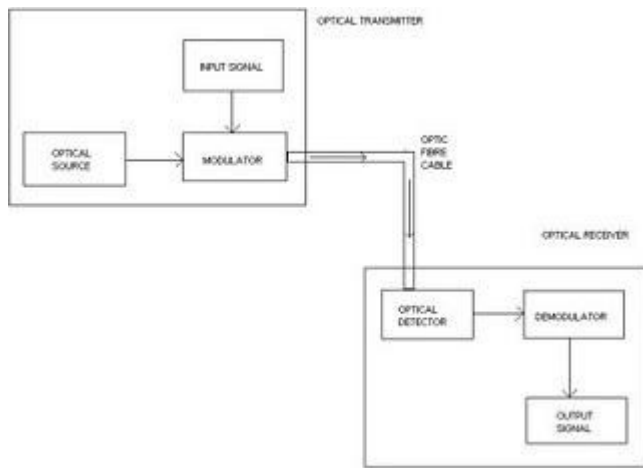 OPTICAL TRANSMITTER
INPUT SIGNAL
OPTICAL
SOURCE
MODULATOR
OPTIC
FIBRE
CABLE
OPTICAL RECEIVER
OPTICAL
DETECTOR
DEMODULATOR
OUTPUT
SIGNAL